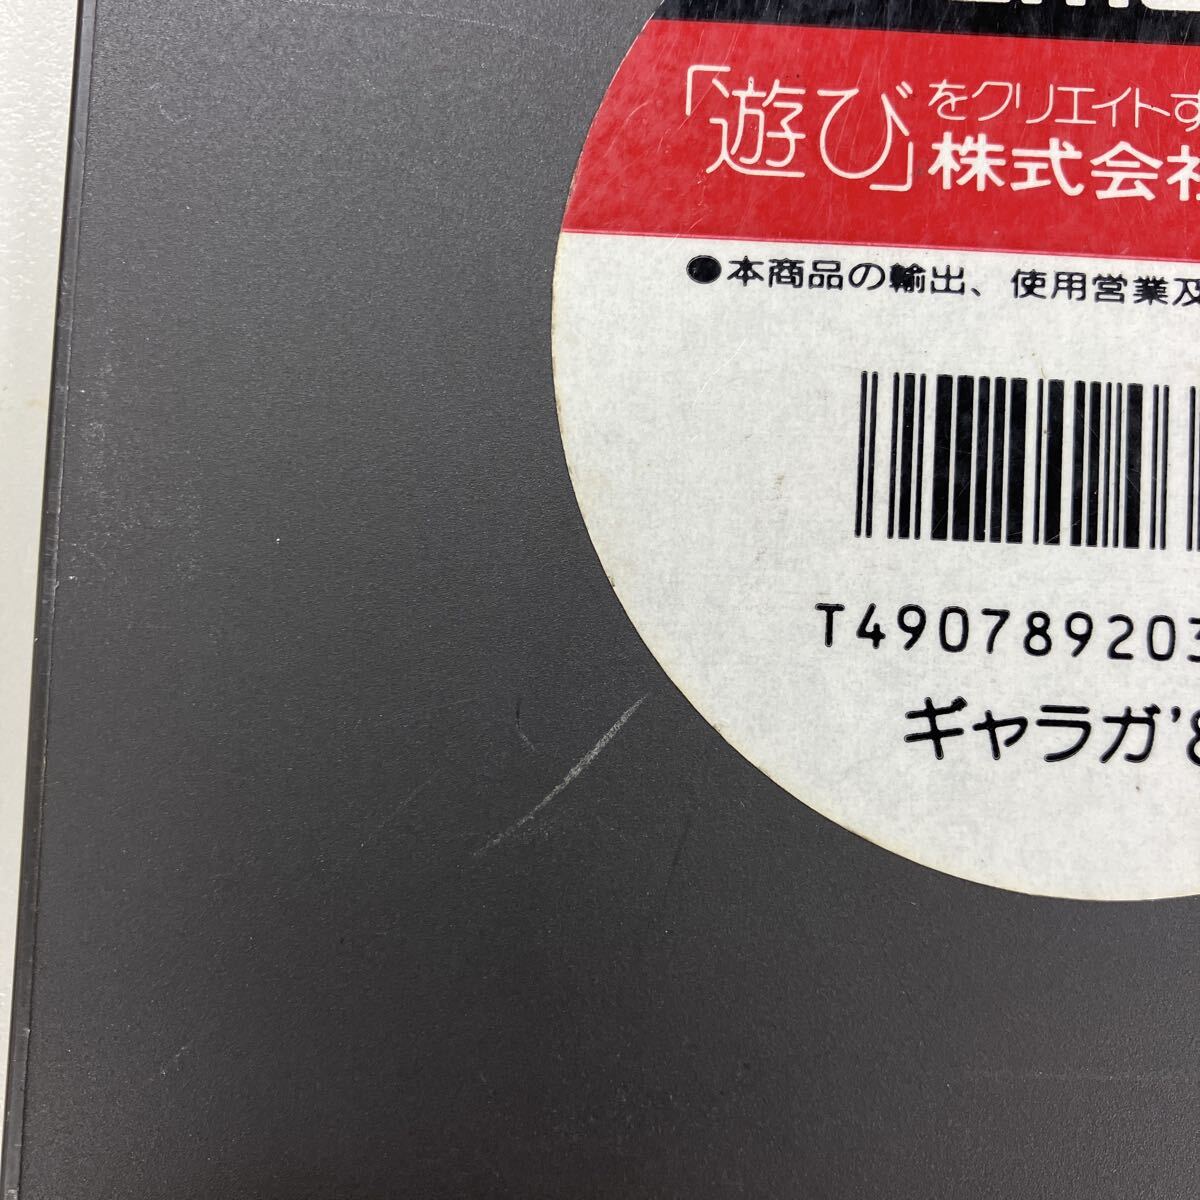 「遊び」をクリエイトす
株式会社
●本商品の輸出、使用営業及
T490789203
ギャラガ'8